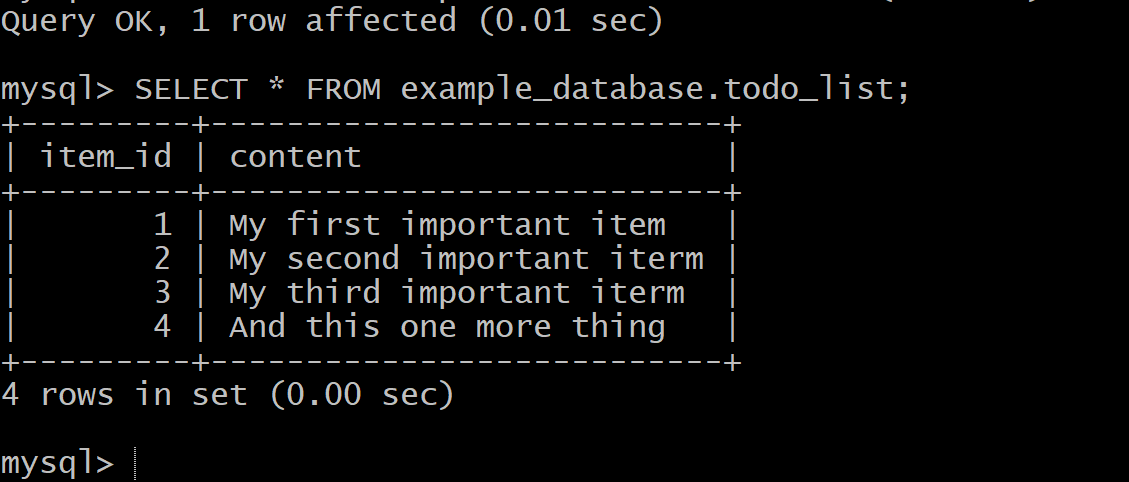 Query OK, 1 row affected (0.01 sec)
mysql> SELECT * FROM example_database.todo_list;
+---------+---------------------------+
| item_id | content                   |
+---------+---------------------------+
|       1 | My first important item   |
|       2 | My second important iterm |
|       3 | My third important iterm  |
|       4 | And this one more thing   |
+---------+---------------------------+
4 rows in set (0.00 sec)
mysql>